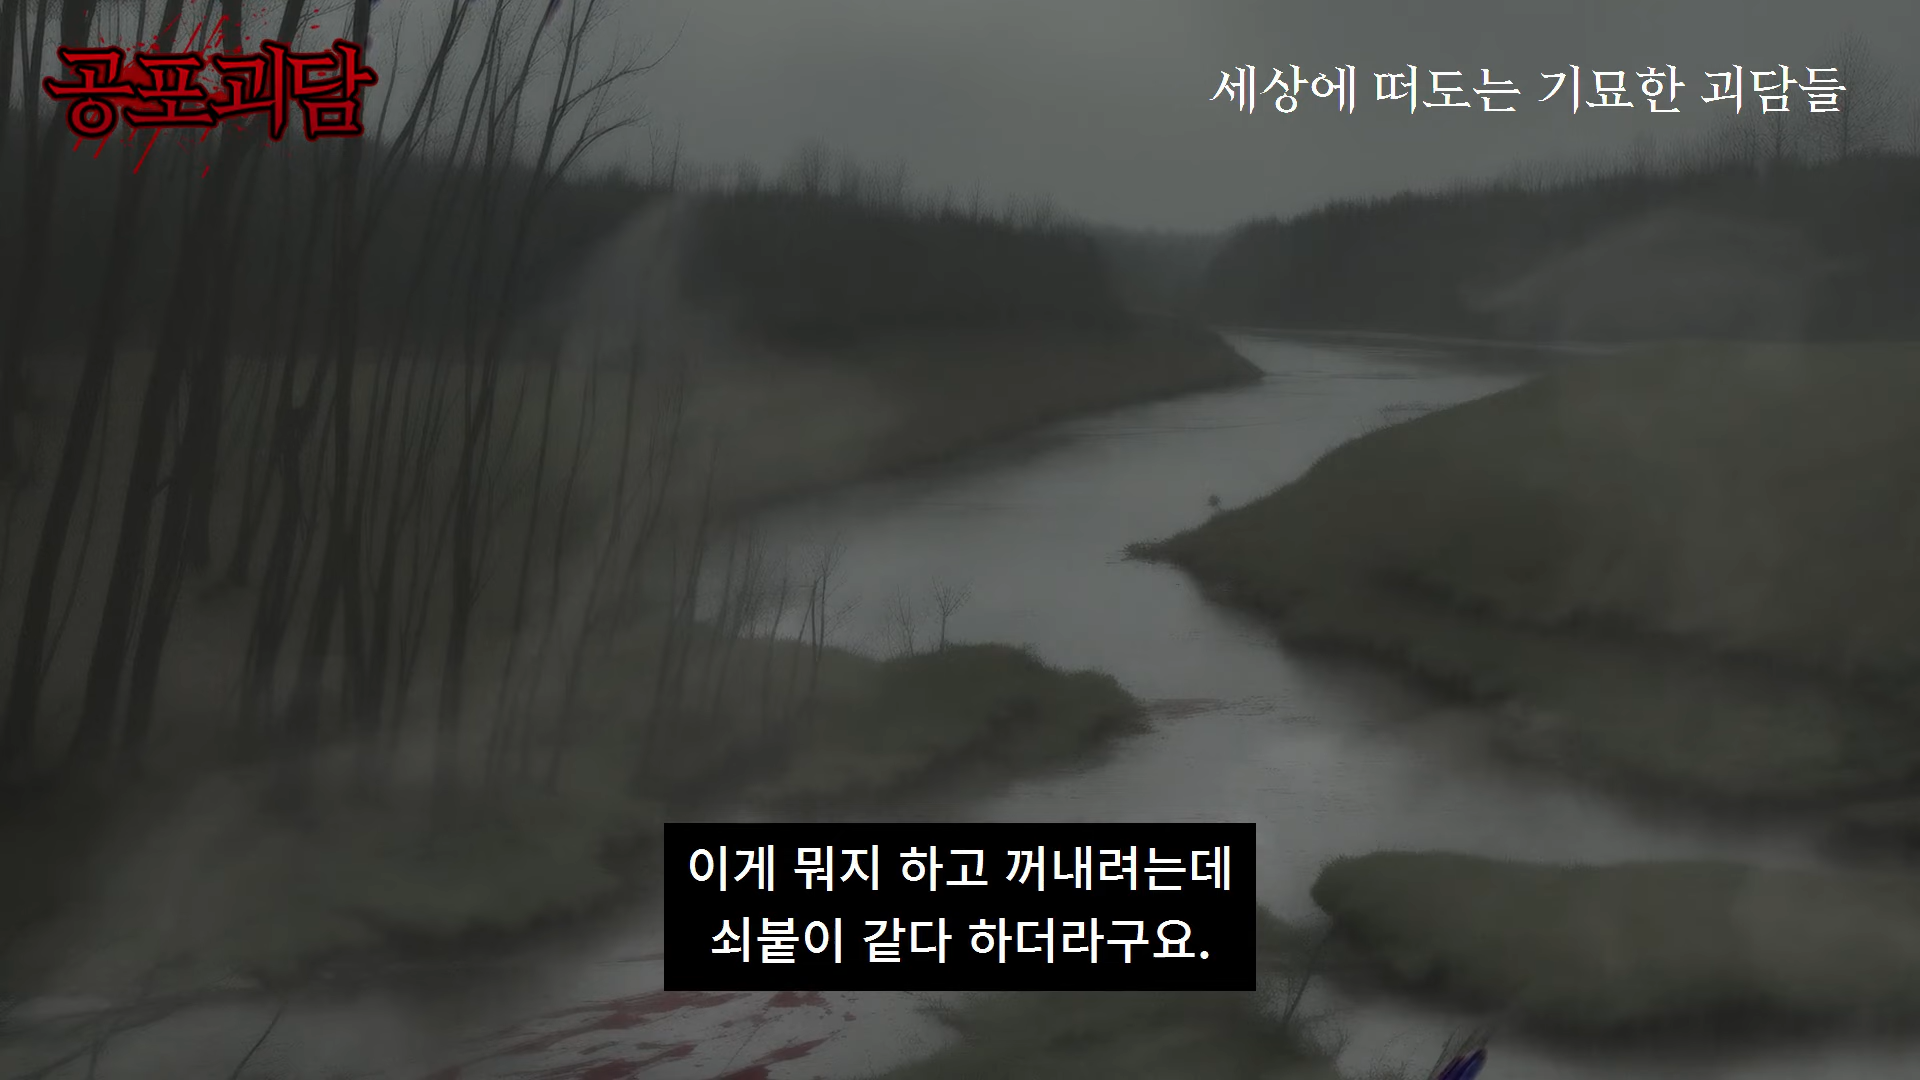 공포괴담
세상에 떠도는 기묘한 괴담들
이게 뭐지 하고 꺼내려는데
쇠붙이 같다 하더라구요.